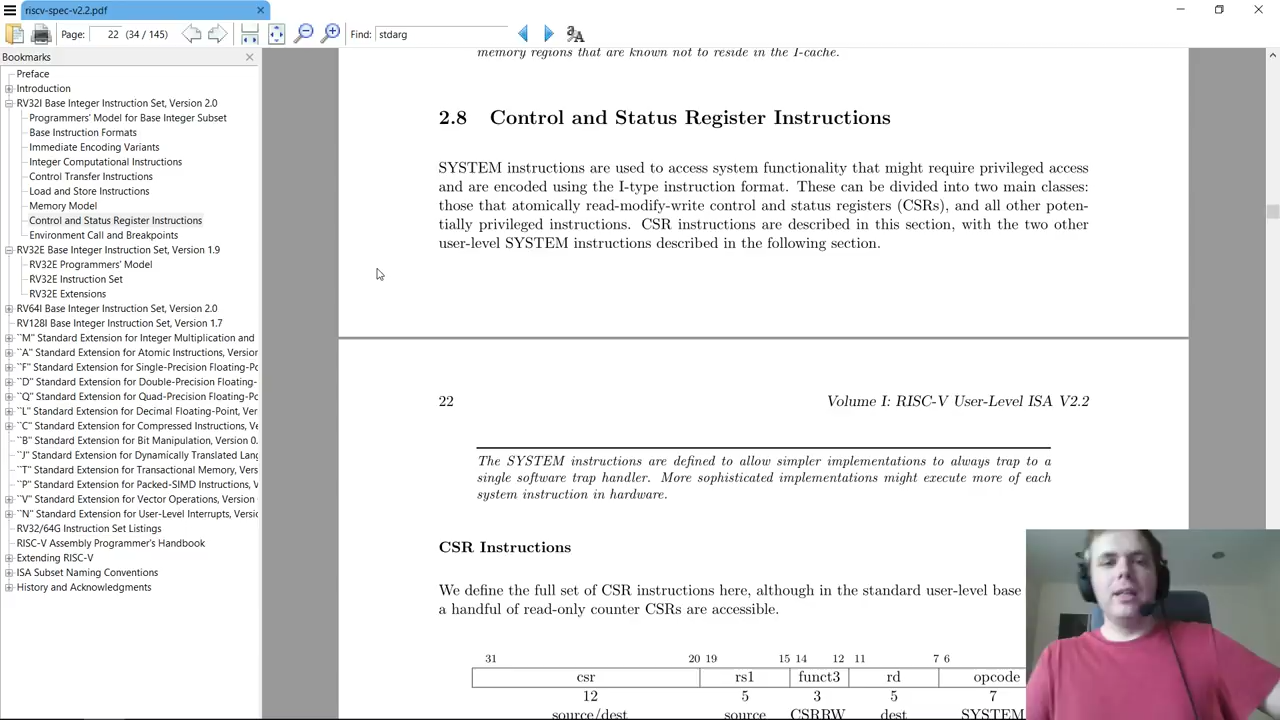 riscv-spec-v2.2.pdf
Page: 22 (34 / 145) Find: stdarg
Bookmarks
Preface
Introduction
RV32I Base Integer Instruction Set, Version 2.0
Programmers' Model for Base Integer Subset
Base Instruction Formats
Immediate Encoding Variants
Integer Computational Instructions
Control Transfer Instructions
Load and Store Instructions
Memory Model
Control and Status Register Instructions
Environment Call and Breakpoints
RV32E Base Integer Instruction Set, Version 1.9
RV32E Programmers' Model
RV32E Instruction Set
RV32E Extensions
RV64I Base Integer Instruction Set, Version 2.0
RV128I Base Integer Instruction Set, Version 1.7
``M'' Standard Extension for Integer Multiplication and
``A'' Standard Extension for Atomic Instructions, Version
``F'' Standard Extension for Single-Precision Floating-Po
``D'' Standard Extension for Double-Precision Floating-
``Q'' Standard Extension for Quad-Precision Floating-Po
``L'' Standard Extension for Decimal Floating-Point, Ver
``C'' Standard Extension for Compressed Instructions, Ve
``B'' Standard Extension for Bit Manipulation, Version 0.
``J'' Standard Extension for Dynamically Translated Lang
``T'' Standard Extension for Transactional Memory, Vers
``P'' Standard Extension for Packed-SIMD Instructions, V
``V'' Standard Extension for Vector Operations, Version
``N'' Standard Extension for User-Level Interrupts, Versio
RV32/64G Instruction Set Listings
RISC-V Assembly Programmer's Handbook
Extending RISC-V
ISA Subset Naming Conventions
History and Acknowledgments
memory regions that are known not to reside in the I-cache.
2.8 Control and Status Register Instructions
SYSTEM instructions are used to access system functionality that might require privileged access
and are encoded using the I-type instruction format. These can be divided into two main classes:
those that atomically read-modify-write control and status registers (CSRs), and all other poten-
tially privileged instructions. CSR instructions are described in this section, with the two other
user-level SYSTEM instructions described in the following section.
22 Volume I: RISC-V User-Level ISA V2.2
The SYSTEM instructions are defined to allow simpler implementations to always trap to a
single software trap handler. More sophisticated implementations might execute more of each
system instruction in hardware.
CSR Instructions
We define the full set of CSR instructions here, although in the standard user-level base
a handful of read-only counter CSRs are accessible.
31 20 19 15 14 12 11 7 6
csr rs1 funct3 rd opcode
12 5 3 5 7
source/dest source CSRRW dest SYSTEM